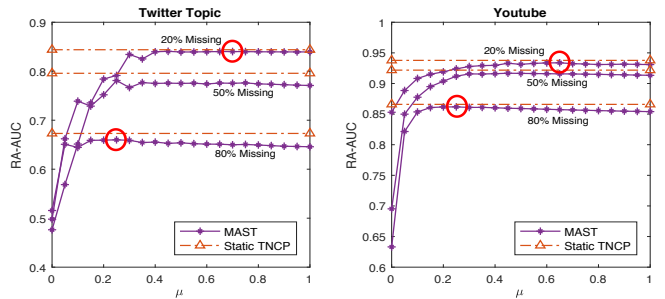 Twitter Topic
0.9
0.8
0.7
0.6
0.5
0.4
RA-AUC
20% Missing
50% Missing
80% Missing
MAST
Static TNCP
0 0.2 0.4 0.6 0.8 1
μ
Youtube
1
0.95
0.9
0.85
0.8
0.75
0.7
0.65
0.6
RA-AUC
20% Missing
50% Missing
80% Missing
MAST
Static TNCP
0 0.2 0.4 0.6 0.8 1
μ